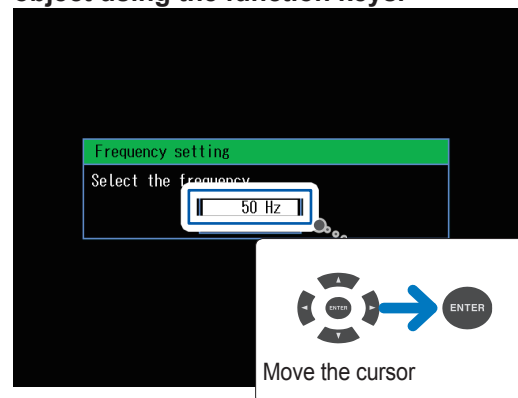 object using the function keys.
Frequency setting
Select the frequency
50 Hz
ENTER
ENTER
Move the cursor